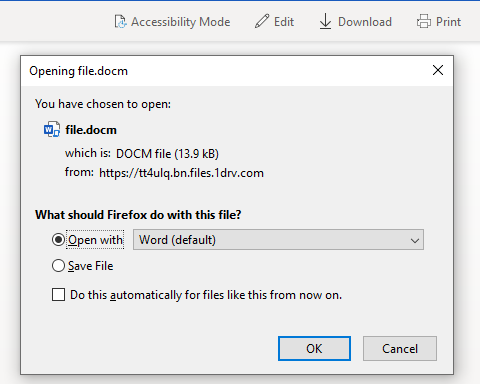 Accessibility Mode Edit Download Print
Opening file.docm
You have chosen to open:
file.docm
which is: DOCM file (13.9 kB)
from: https://tt4ulq.bn.files.1drv.com
What should Firefox do with this file?
Open with Word (default)
Save File
Do this automatically for files like this from now on.
OK Cancel